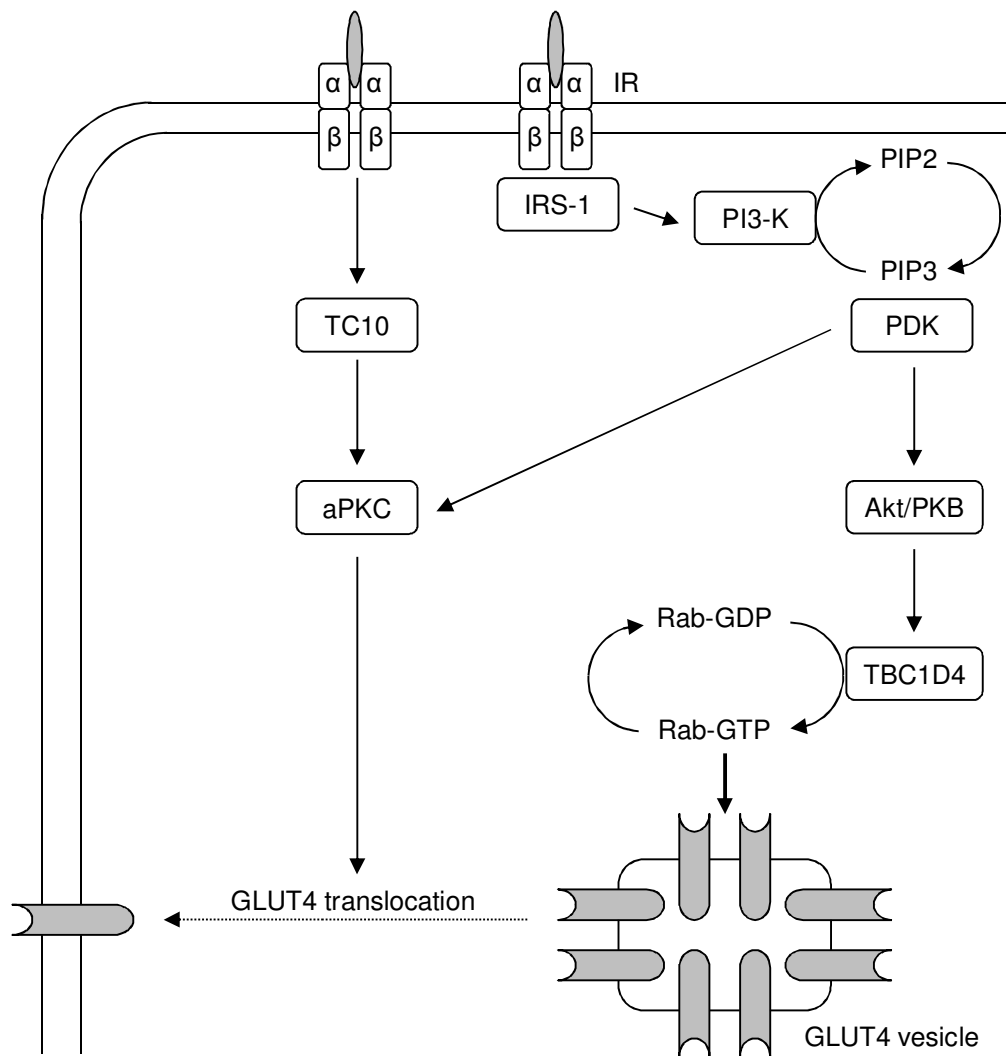 α α
α α
IR
β β
β β
PIP2
IRS-1
PI3-K
PIP3
TC10
PDK
aPKC
Akt/PKB
Rab-GDP
TBC1D4
Rab-GTP
GLUT4 translocation
GLUT4 vesicle